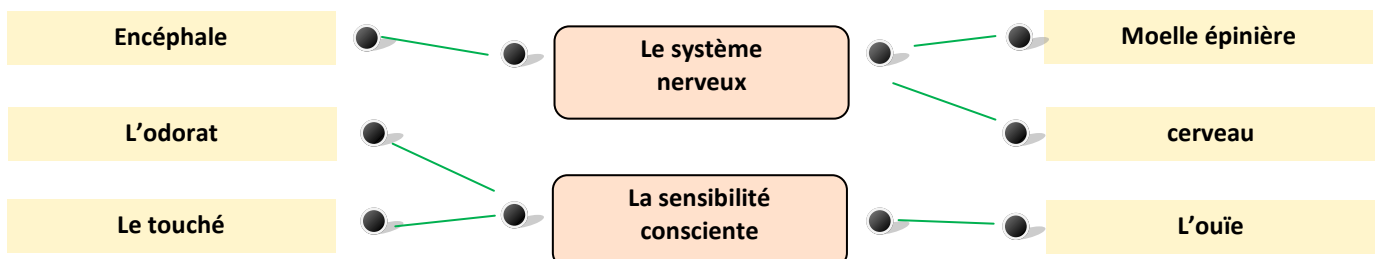 Encéphale
Le système
nerveux
Moelle épinière
L’odorat
cerveau
Le touché
La sensibilité
consciente
L’ouïe